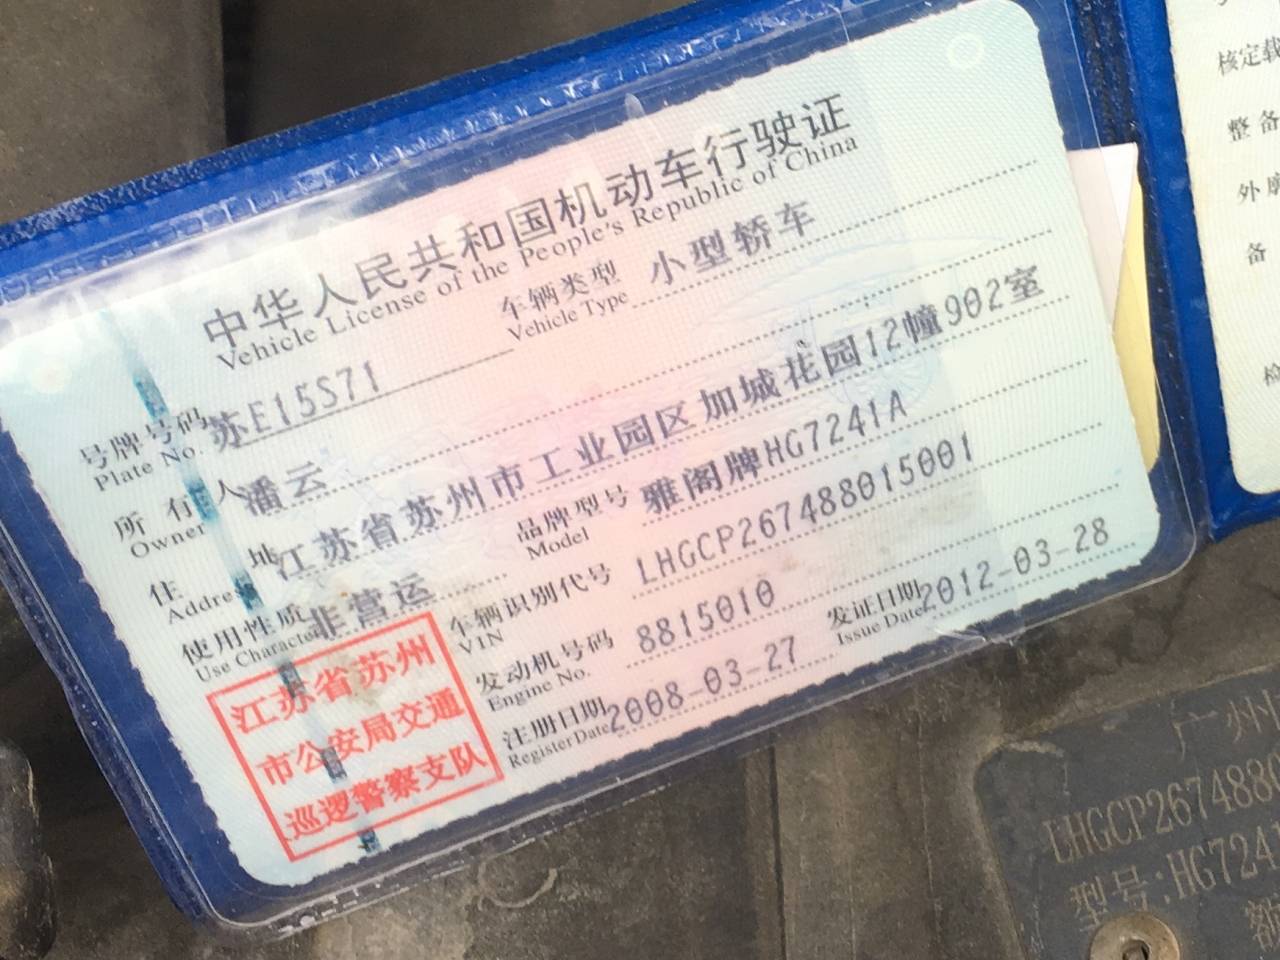 中华人民共和国机动车行驶证
Vehicle License of the People's Republic of China
号牌号码 苏E15S71 车辆类型 小型轿车
Plate No. Vehicle Type
所有人 潘云
Owner
住址 江苏省苏州市工业园区加城花园12幢902室
Address
使用性质 非营运 品牌型号 雅阁牌HG7241A
Use Character Model
车辆识别代号 LHGCP267488015001
VIN
发动机号码 8815010
Engine No.
注册日期 2008-03-27 发证日期 2012-03-28
Register Date Issue Date
江苏省苏州
市公安局交通
巡逻警察支队
核定载
整备
外廓
备
检
广州
LHGCP267488
型号:HG724
额